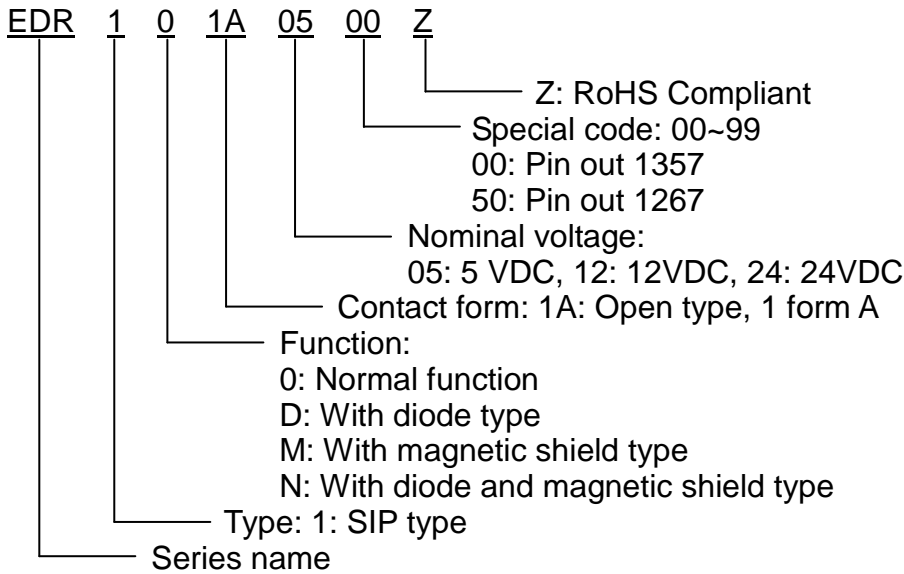 EDR 1 0 1A 05 00 Z
Z: RoHS Compliant
Special code: 00~99
00: Pin out 1357
50: Pin out 1267
Nominal voltage:
05: 5 VDC, 12: 12VDC, 24: 24VDC
Contact form: 1A: Open type, 1 form A
Function:
0: Normal function
D: With diode type
M: With magnetic shield type
N: With diode and magnetic shield type
Type: 1: SIP type
Series name